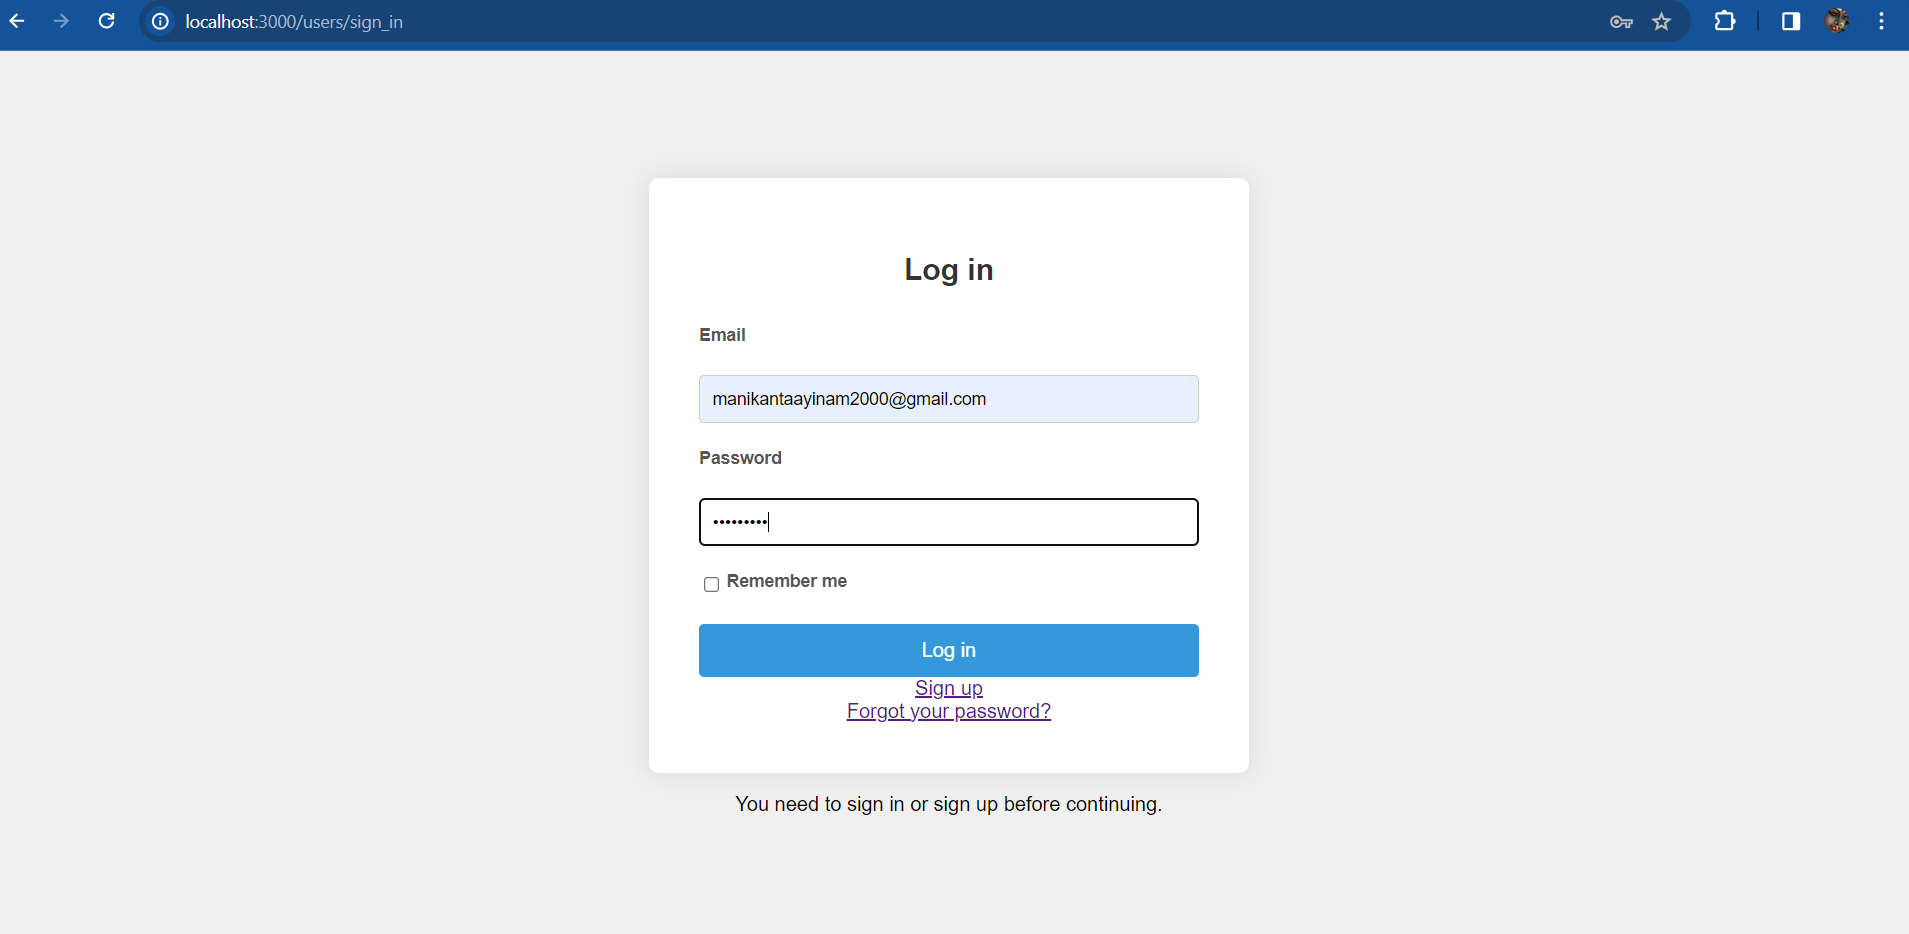 localhost:3000/users/sign_in
Log in
Email
manikantaayinam2000@gmail.com
Password
•••••••••
Remember me
Log in
Sign up
Forgot your password?
You need to sign in or sign up before continuing.